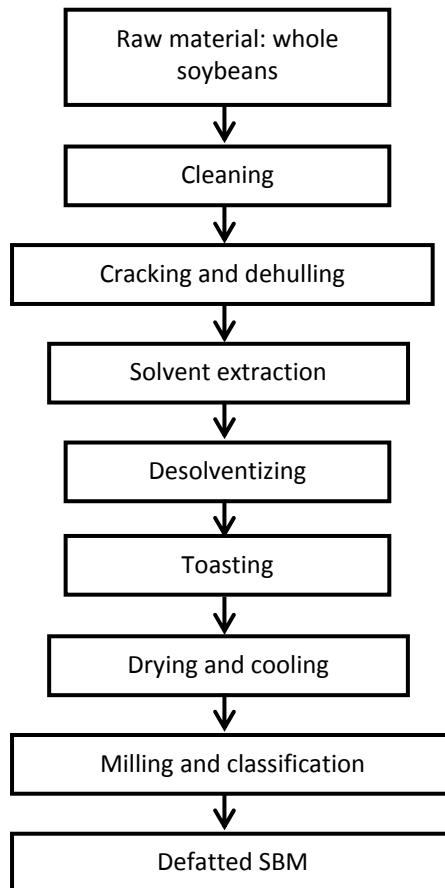 Raw material: whole
soybeans
Cleaning
Cracking and dehulling
Solvent extraction
Desolventizing
Toasting
Drying and cooling
Milling and classification
Defatted SBM